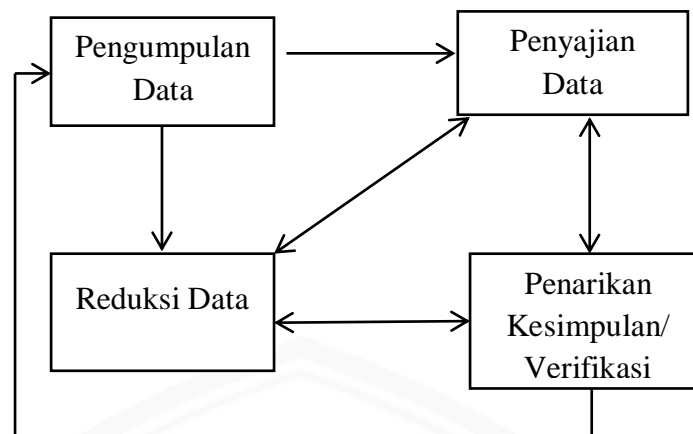 Pengumpulan
Data
Penyajian
Data
Reduksi Data
Penarikan
Kesimpulan/
Verifikasi